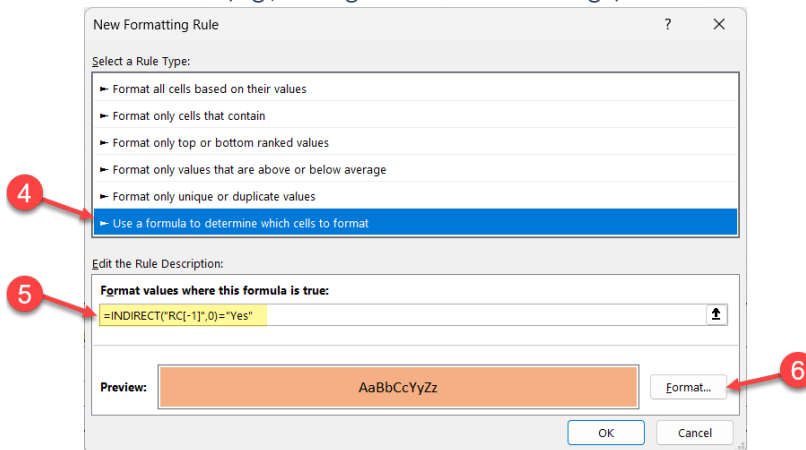 New Formatting Rule ? ×
Select a Rule Type:
► Format all cells based on their values
► Format only cells that contain
► Format only top or bottom ranked values
► Format only values that are above or below average
► Format only unique or duplicate values
4
► Use a formula to determine which cells to format
Edit the Rule Description:
Format values where this formula is true:
5
=INDIRECT("RC[-1]",0)="Yes"
Preview: AaBbCcYyZz Format...
6
OK Cancel